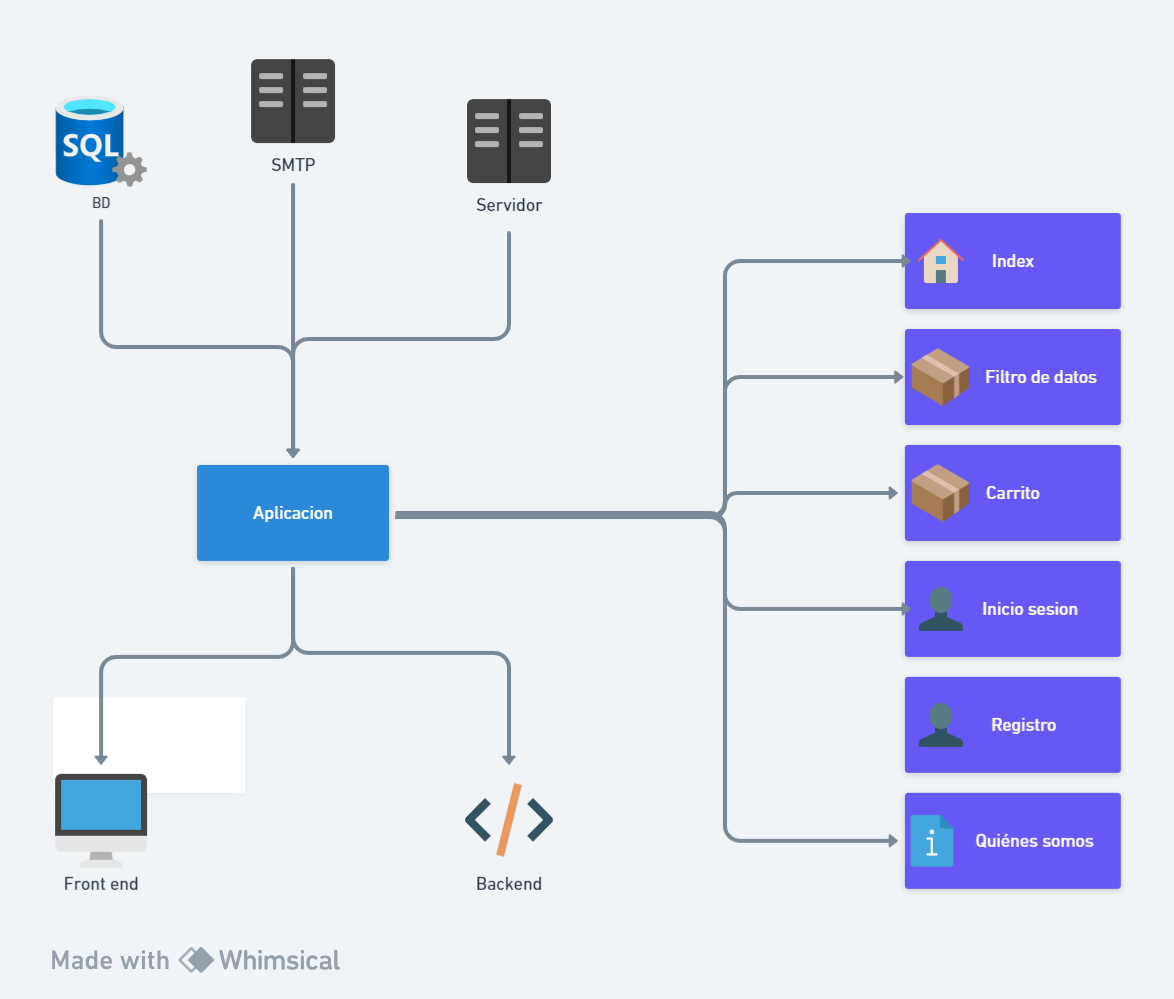 SQL
BD
SMTP
Servidor
Aplicacion
Front end
Backend
Index
Filtro de datos
Carrito
Inicio sesion
Registro
i
Quiénes somos
Made with Whimsical